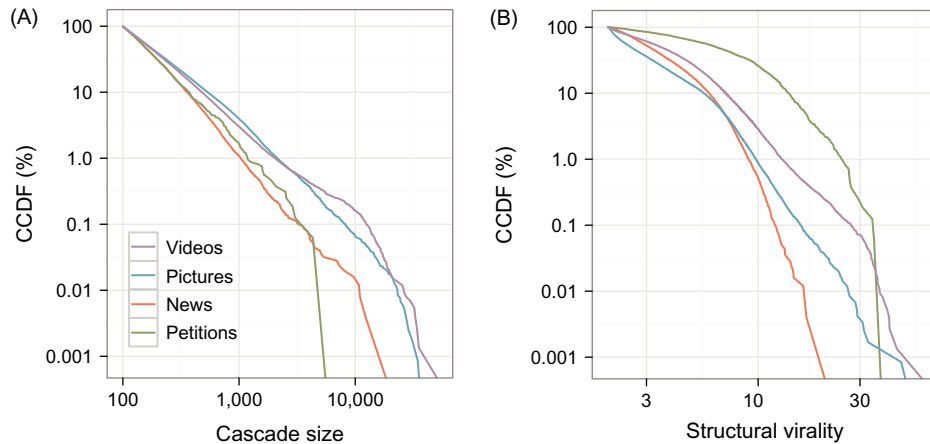 (A)
CCDF (%)
100
10
1.0
0.1
0.01
0.001
Videos
Pictures
News
Petitions
100
1,000
10,000
Cascade size
(B)
CCDF (%)
100
10
1.0
0.1
0.01
0.001
3
10
30
Structural virality